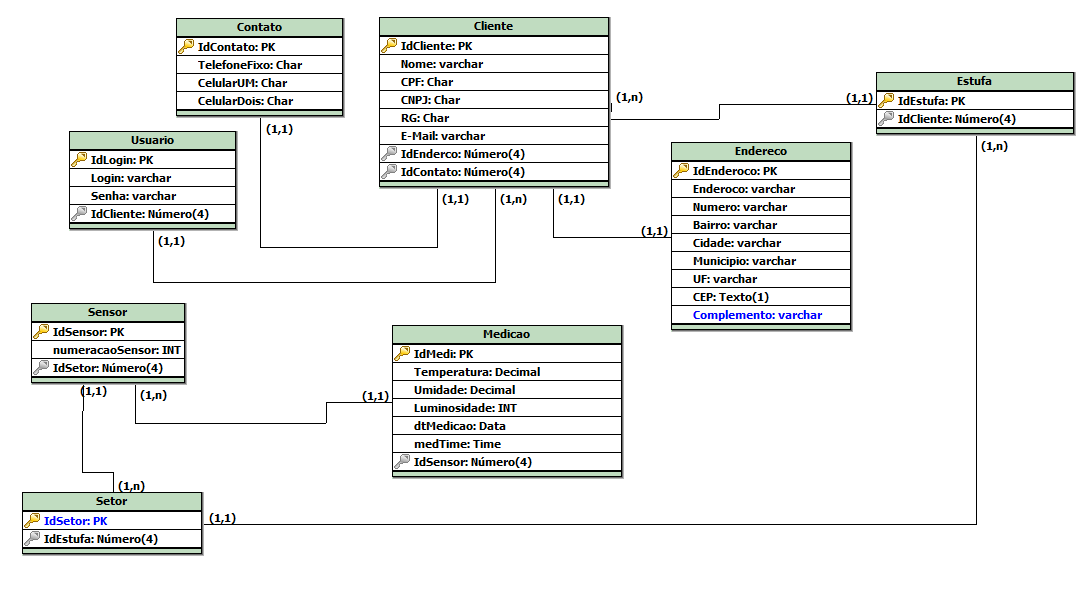 Contato
IdContato: PK
TelefoneFixo: Char
CelularUM: Char
CelularDois: Char
(1,1)
Cliente
IdCliente: PK
Nome: varchar
CPF: Char
CNPJ: Char
RG: Char
E-Mail: varchar
IdEnderco: Número(4)
IdContato: Número(4)
(1,1)
(1,n)
(1,1)
(1,n)
(1,1)
Estufa
IdEstufa: PK
IdCliente: Número(4)
(1,n)
Usuario
IdLogin: PK
Login: varchar
Senha: varchar
IdCliente: Número(4)
(1,1)
Endereco
IdEnderoco: PK
Enderoco: varchar
Numero: varchar
Bairro: varchar
Cidade: varchar
Municipio: varchar
UF: varchar
CEP: Texto(1)
Complemento: varchar
(1,1)
Sensor
IdSensor: PK
numeracaoSensor: INT
IdSetor: Número(4)
(1,1)
(1,n)
Medicao
IdMedi: PK
Temperatura: Decimal
Umidade: Decimal
Luminosidade: INT
dtMedicao: Data
medTime: Time
IdSensor: Número(4)
(1,1)
(1,n)
Setor
IdSetor: PK
IdEstufa: Número(4)
(1,1)